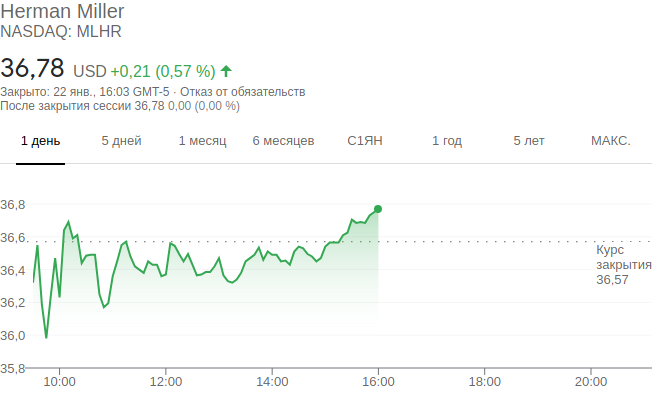 Herman Miller
NASDAQ: MLHR
36,78 USD +0,21 (0,57 %)
Закрыто: 22 янв., 16:03 GMT-5 · Отказ от обязательств
После закрытия сессии 36,78 0,00 (0,00 %)
1 день 5 дней 1 месяц 6 месяцев С1ЯН 1 год 5 лет МАКС.
36,8
36,6
Курс
закрытия
36,57
36,4
36,2
36,0
35,8
10:00 12:00 14:00 16:00 18:00 20:00